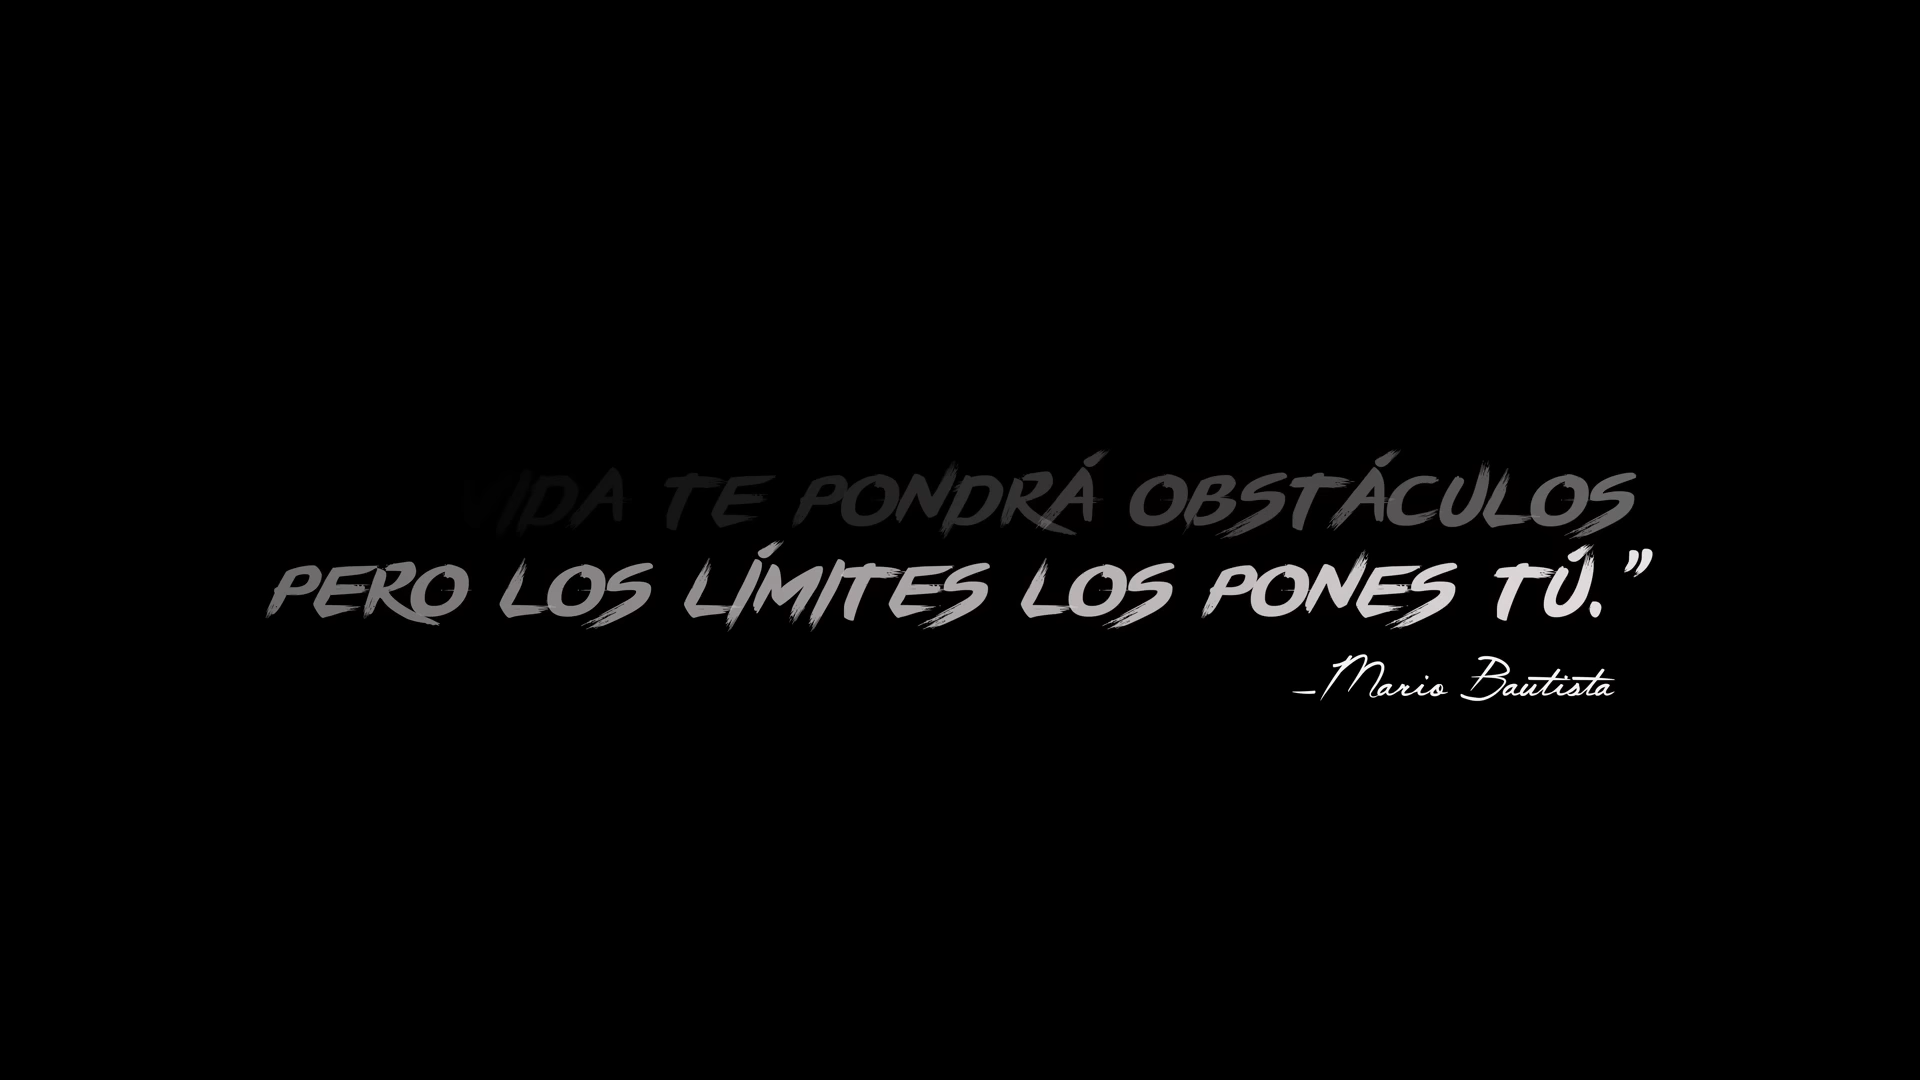 VIDA TE PONDRÁ OBSTÁCULOS
PERO LOS LÍMITES LOS PONES TÚ.”
–Mario Bautista